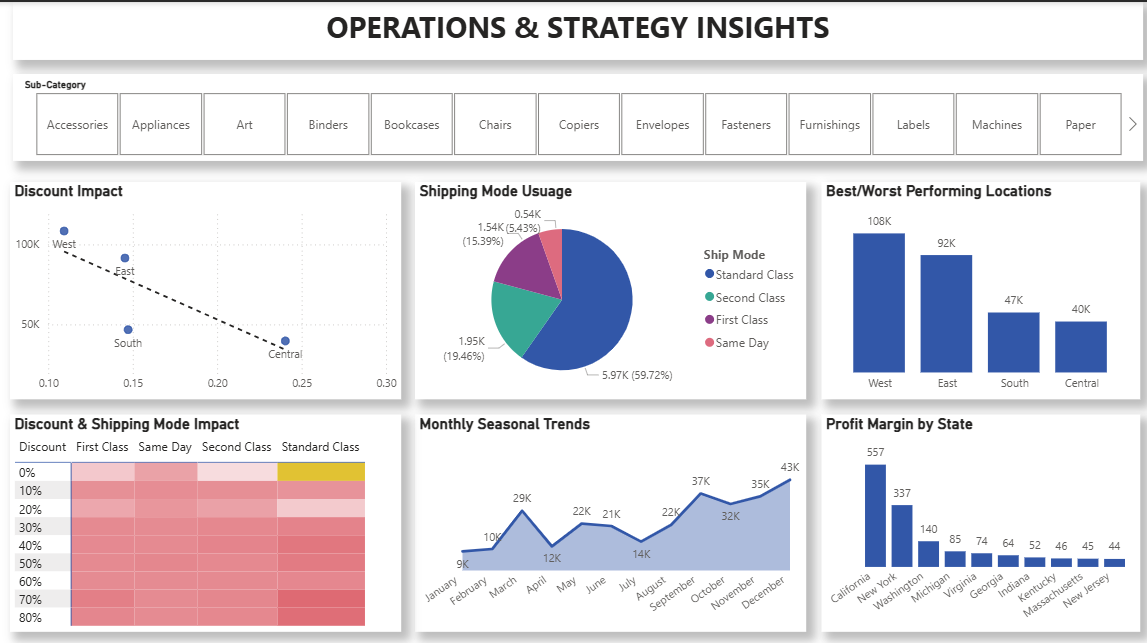 OPERATIONS & STRATEGY INSIGHTS
Sub-Category
Accessories Appliances Art Binders Bookcases Chairs Copiers Envelopes Fasteners Furnishings Labels Machines Paper
Discount Impact
100K
50K
West
East
South
Central
0.10 0.15 0.20 0.25 0.30
Shipping Mode Usuage
0.54K
(5.43%)
1.54K
(15.39%)
1.95K
(19.46%)
5.97K (59.72%)
Ship Mode
Standard Class
Second Class
First Class
Same Day
Best/Worst Performing Locations
108K
92K
47K
40K
West East South Central
Discount & Shipping Mode Impact
Discount First Class Same Day Second Class Standard Class
0%
10%
20%
30%
40%
50%
60%
70%
80%
Monthly Seasonal Trends
9K
10K
29K
12K
22K
21K
14K
22K
37K
32K
35K
43K
January
February
March
April
May
June
July
August
September
October
November
December
Profit Margin by State
557
337
140
85
74
64
52
46
45
44
California
New York
Washington
Michigan
Virginia
Georgia
Indiana
Kentucky
Massachusetts
New Jersey